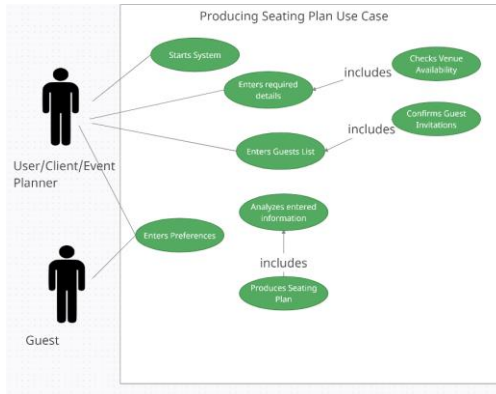 Producing Seating Plan Use Case
Starts System
Checks Venue
Availability
includes
Enters required
details
Confirms Guest
Invitations
includes
Enters Guests List
User/Client/Event
Planner
Analyzes entered
information
Enters Preferences
includes
Produces Seating
Plan
Guest